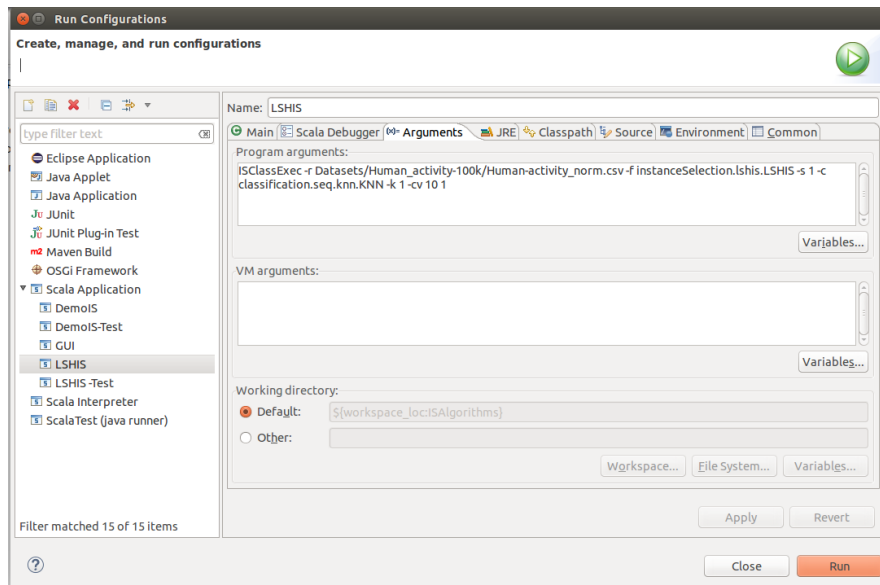 Run Configurations
Create, manage, and run configurations
type filter text
Eclipse Application
Java Applet
Java Application
JUnit
JUnit Plug-in Test
Maven Build
OSGi Framework
Scala Application
DemoIS
DemoIS-Test
GUI
LSHIS
LSHIS -Test
Scala Interpreter
ScalaTest (java runner)
Filter matched 15 of 15 items
Name: LSHIS
Main Scala Debugger (x)= Arguments JRE Classpath Source Environment Common
Program arguments:
ISClassExec -r Datasets/Human_activity-100k/Human-activity_norm.csv -f instanceSelection.lshis.LSHIS -s 1 -c
classification.seq.knn.KNN -k 1 -cv 10 1
Variables...
VM arguments:
Variables...
Working directory:
Default: ${workspace_loc:ISAlgorithms}
Other:
Workspace... File System... Variables...
Apply Revert
Close Run